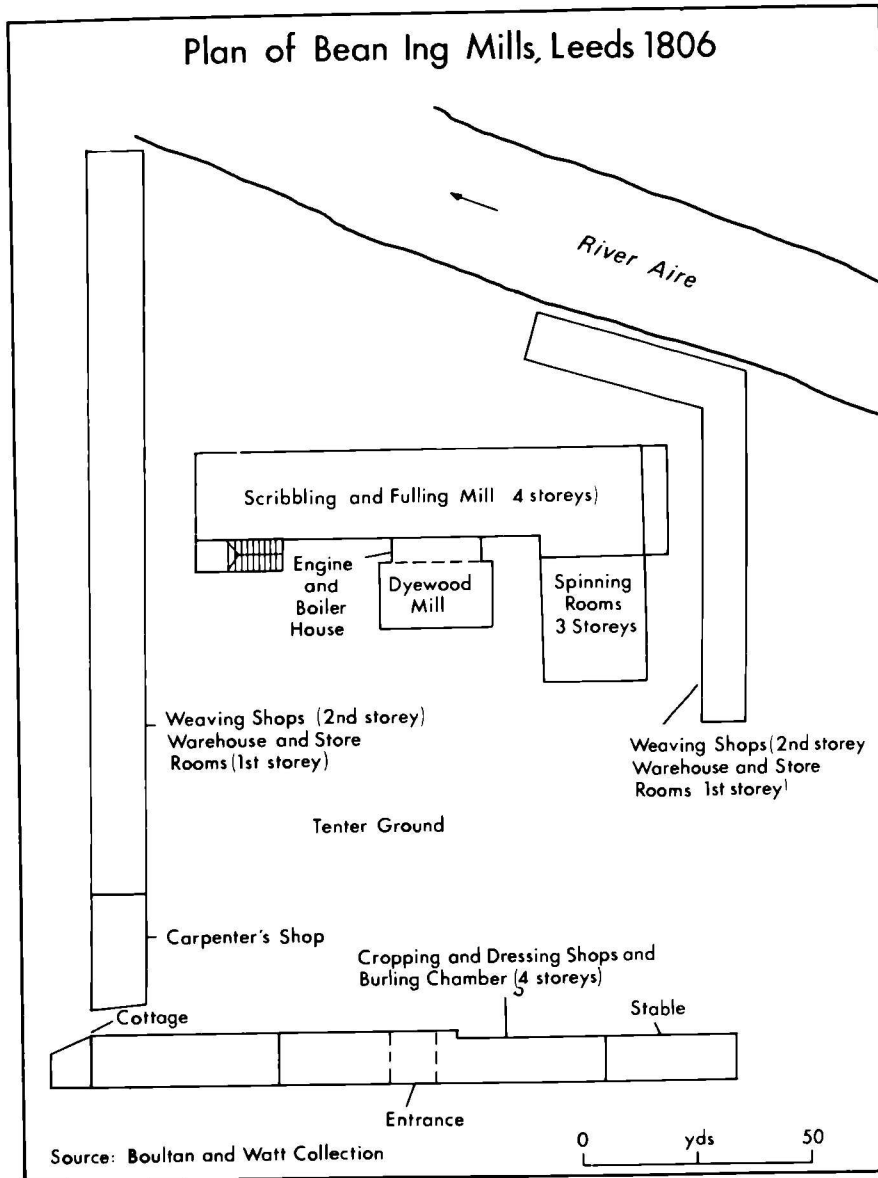 Plan of Bean Ing Mills, Leeds 1806
River Aire
Scribbling and Fulling Mill 4 storeys)
Engine
and
Boiler
House
Dyewood
Mill
Spinning
Rooms
3 Storeys
Weaving Shops (2nd storey)
Warehouse and Store
Rooms (1st storey)
Weaving Shops (2nd storey
Warehouse and Store
Rooms 1st storey)
Tenter Ground
Carpenter's Shop
Cropping and Dressing Shops and
Burling Chamber (4 storeys)
Stable
Cottage
Entrance
Source: Boultan and Watt Collection
0 yds 50